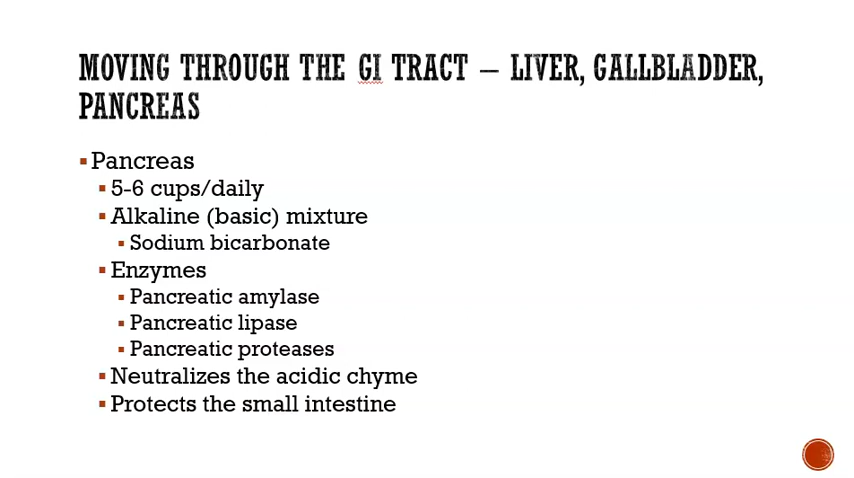 MOVING THROUGH THE GI TRACT – LIVER, GALLBLADDER,
PANCREAS
Pancreas
5-6 cups/daily
Alkaline (basic) mixture
Sodium bicarbonate
Enzymes
Pancreatic amylase
Pancreatic lipase
Pancreatic proteases
Neutralizes the acidic chyme
Protects the small intestine